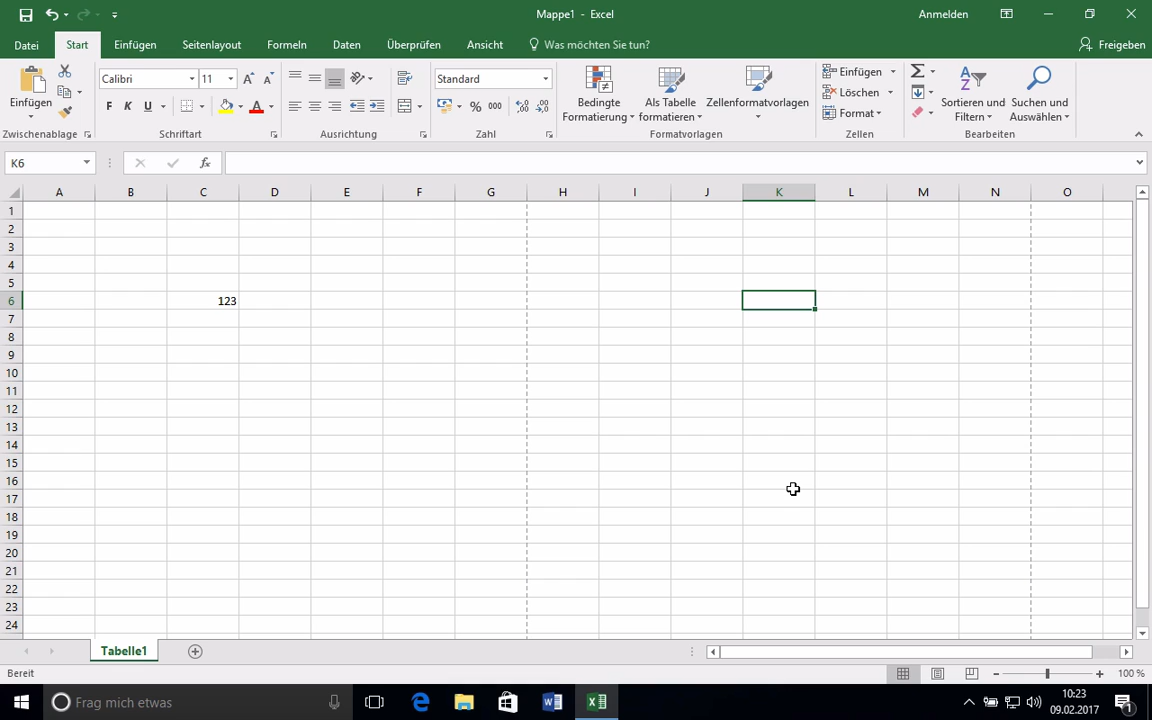 Mappe1 - Excel
Anmelden
Datei Start Einfügen Seitenlayout Formeln Daten Überprüfen Ansicht Was möchten Sie tun? Freigeben
Einfügen
Zwischenablage
Calibri 11
F K U
Schriftart
Ausrichtung
Standard
% 000
Zahl
Bedingte Formatierung
Als Tabelle formatieren
Zellenformatvorlagen
Formatvorlagen
Einfügen
Löschen
Format
Zellen
Sortieren und Filtern
Suchen und Auswählen
Bearbeiten
K6 fx
A B C D E F G H I J K L M N O
1
2
3
4
5
6 123
7
8
9
10
11
12
13
14
15
16
17
18
19
20
21
22
23
24
Tabelle1
Bereit 100 %
Frag mich etwas
10:23
09.02.2017
1